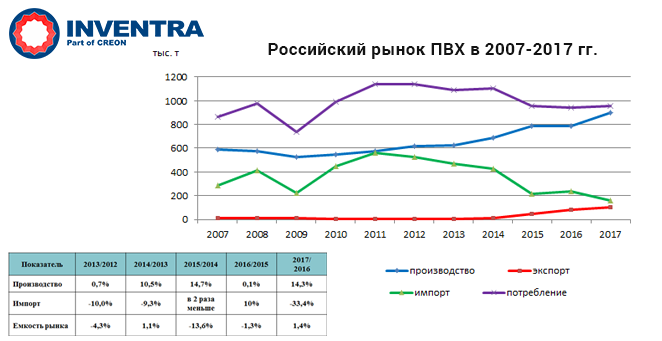 INVENTRA
Part of CREON
тыс. т
Российский рынок ПВХ в 2007-2017 гг.
1200
1000
800
600
400
200
0
2007 2008 2009 2010 2011 2012 2013 2014 2015 2016 2017
Показатель 2013/2012 2014/2013 2015/2014 2016/2015 2017/
2016
Производство 0,7% 10,5% 14,7% 0,1% 14,3%
Импорт -10,0% -9,3% в 2 раза
меньше 10% -33,4%
Емкость рынка -4,3% 1,1% -13,6% -1,3% 1,4%
производство экспорт
импорт потребление